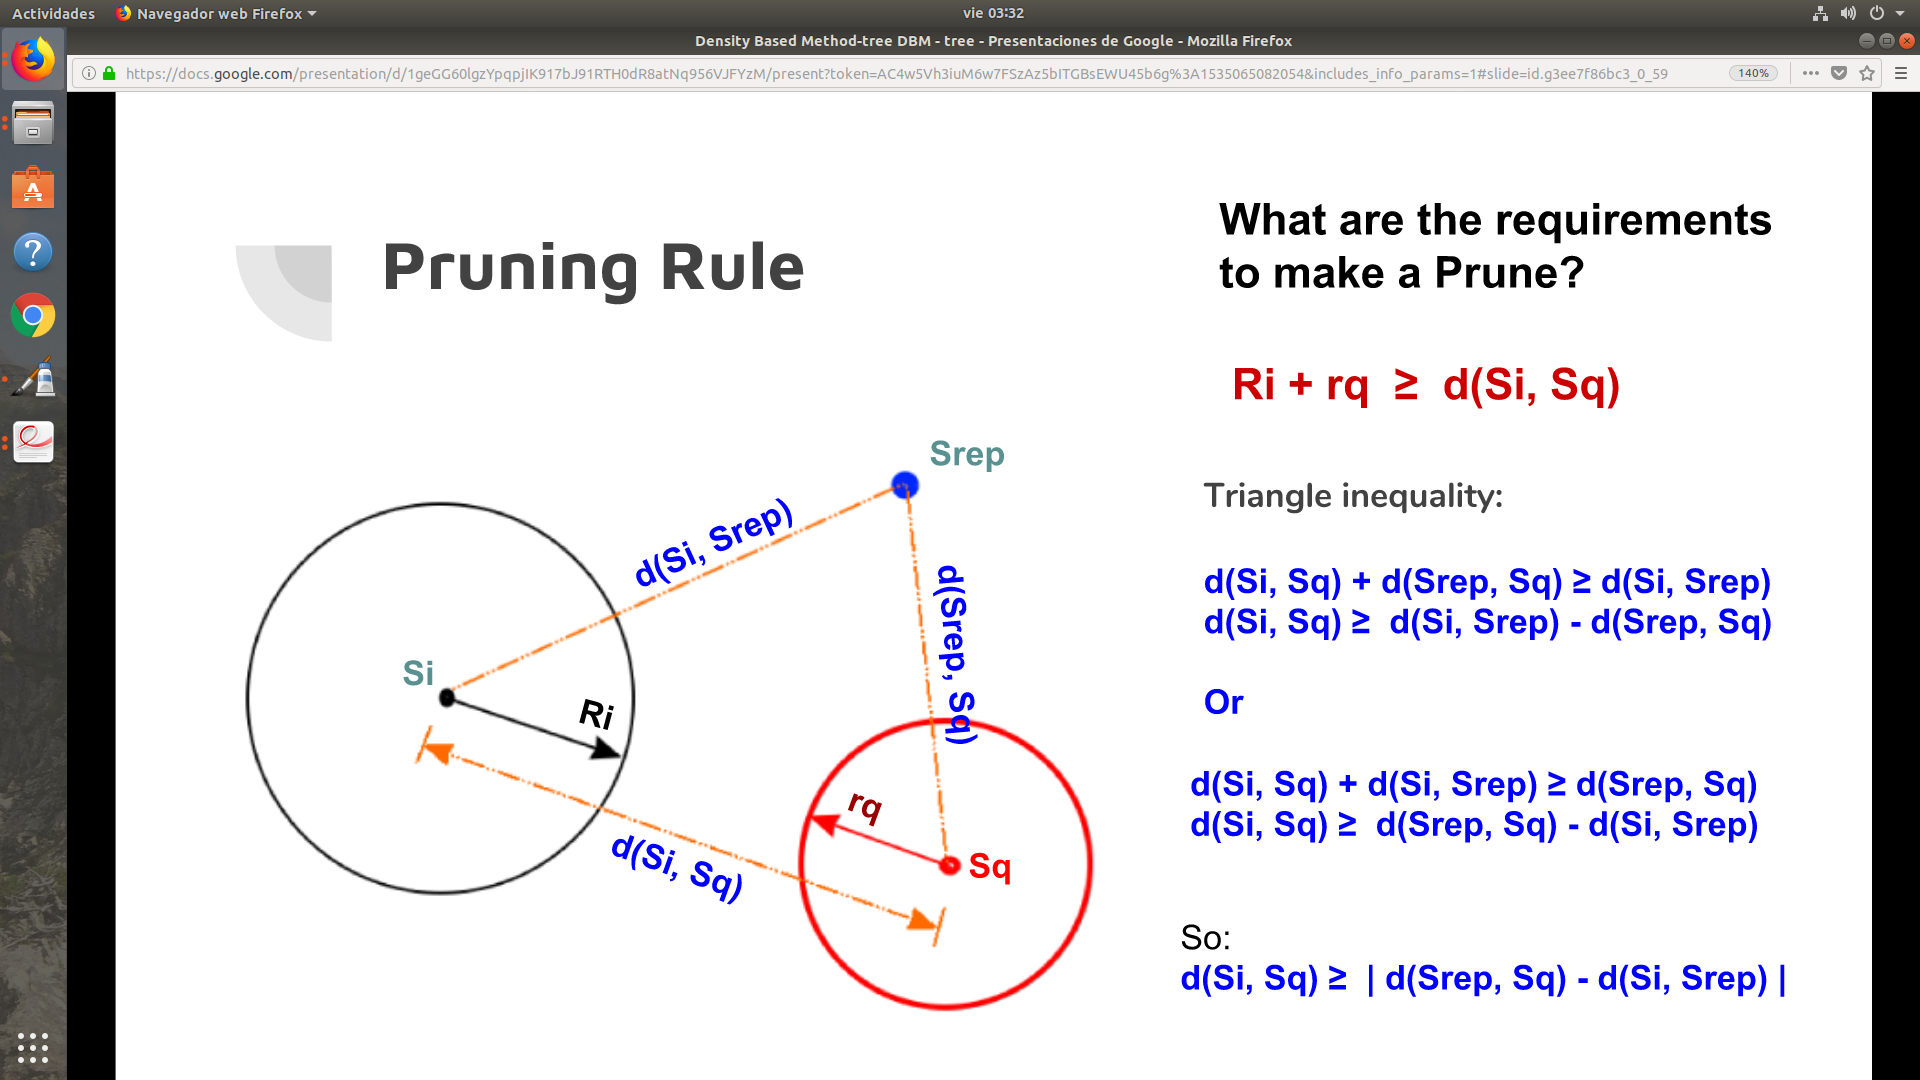 Actividades
Navegador web Firefox
vie 03:32
Density Based Method-tree DBM - tree - Presentaciones de Google - Mozilla Firefox
https://docs.google.com/presentation/d/1geGG60lgzYpqpjIK917bJ91RTH0dR8atNq956VJFYzM/present?token=AC4w5Vh3iuM6w7FSzAz5bITGBsEWU45b6g%3A1535065082054&includes_info_params=1#slide=id.g3ee7f86bc3_0_59
140%
Pruning Rule
What are the requirements
to make a Prune?
Ri + rq ≥ d(Si, Sq)
Srep
d(Si, Srep)
d(Srep, Sq)
Si
Ri
rq
d(Si, Sq)
Sq
Triangle inequality:
d(Si, Sq) + d(Srep, Sq) ≥ d(Si, Srep)
d(Si, Sq) ≥ d(Si, Srep) - d(Srep, Sq)
Or
d(Si, Sq) + d(Si, Srep) ≥ d(Srep, Sq)
d(Si, Sq) ≥ d(Srep, Sq) - d(Si, Srep)
So:
d(Si, Sq) ≥ | d(Srep, Sq) - d(Si, Srep) |